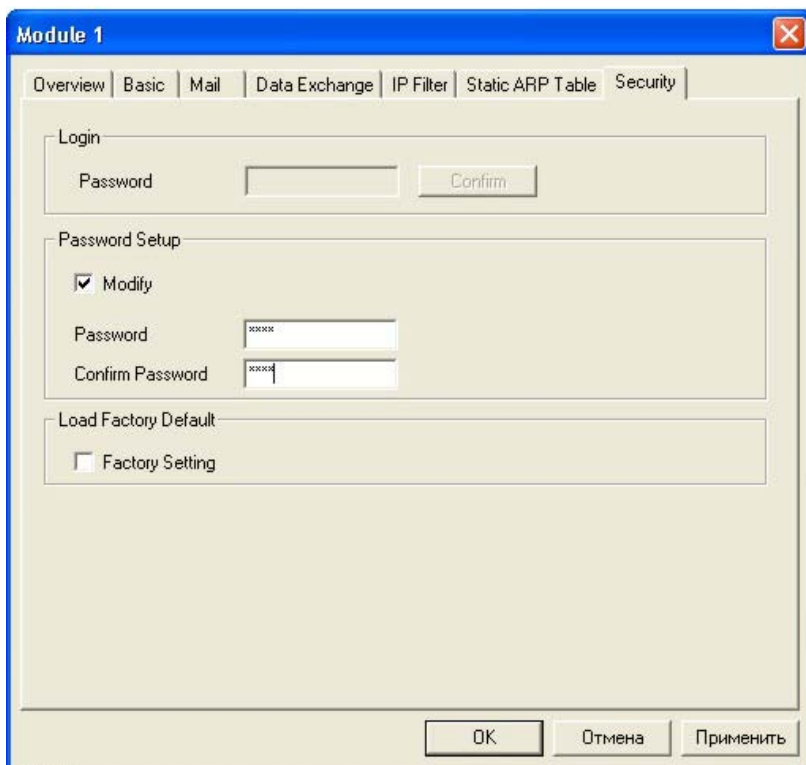 Module 1
Overview Basic Mail Data Exchange IP Filter Static ARP Table Security
Login
Password Confirm
Password Setup
Modify
Password ****
Confirm Password ****
Load Factory Default
Factory Setting
OK Отмена Применить